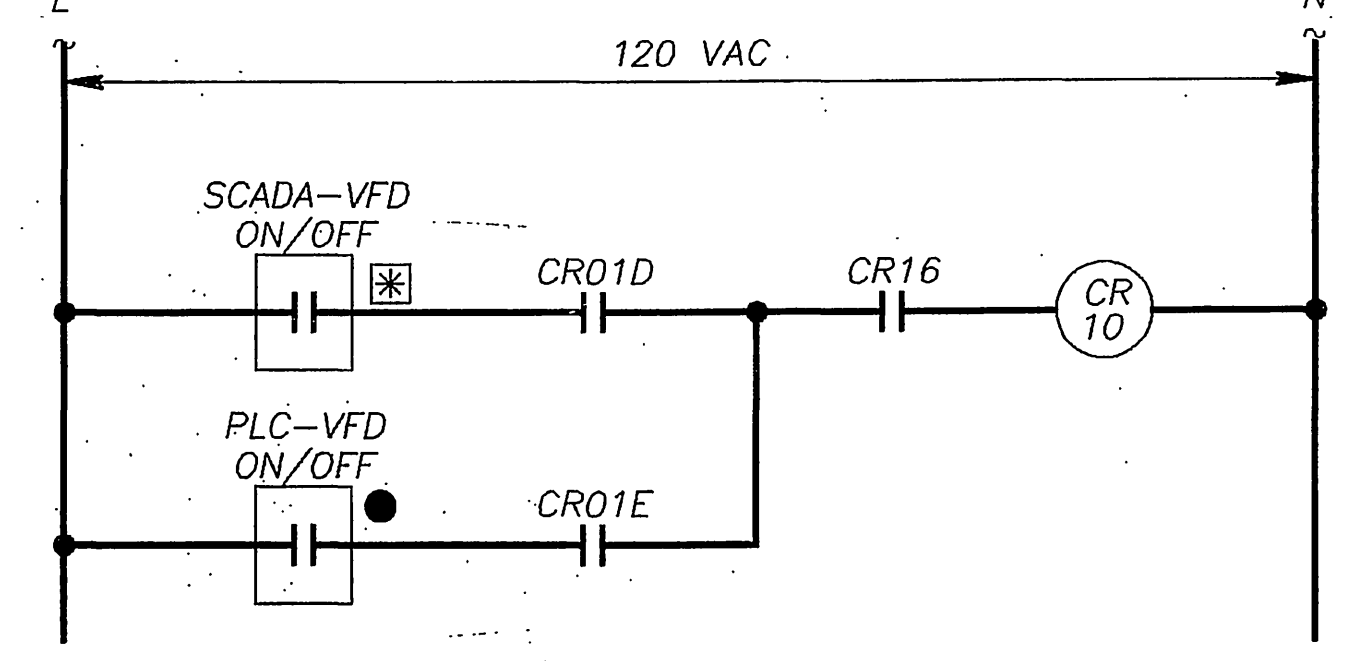 L N
120 VAC
SCADA-VFD
ON/OFF
CR01D
CR16
CR
10
PLC-VFD
ON/OFF
CR01E